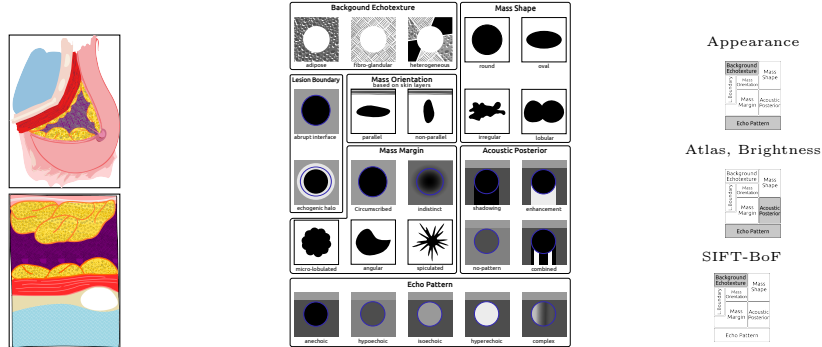 Backgound Echotexture
adipose
fibro-glandular
heterogeneous
Mass Shape
round
oval
irregular
lobular
Lesion Boundary
abrupt interface
echogenic halo
Mass Orientation
based on skin layers
parallel
non-parallel
Mass Margin
Circumscribed
indistinct
micro-lobulated
angular
spiculated
Acoustic Posterior
shadowing
enhancement
no-pattern
combined
Echo Pattern
anechoic
hypoechoic
isoechoic
hyperechoic
complex
Appearance
Background
Echotexture
Mass
Shape
L. Boundary
Mass
Orientation
Mass
Margin
Acoustic
Posterior
Echo Pattern
Atlas, Brightness
Background
Echotexture
Mass
Shape
L. Boundary
Mass
Orientation
Mass
Margin
Acoustic
Posterior
Echo Pattern
SIFT-BoF
Background
Echotexture
Mass
Shape
L. Boundary
Mass
Orientation
Mass
Margin
Acoustic
Posterior
Echo Pattern